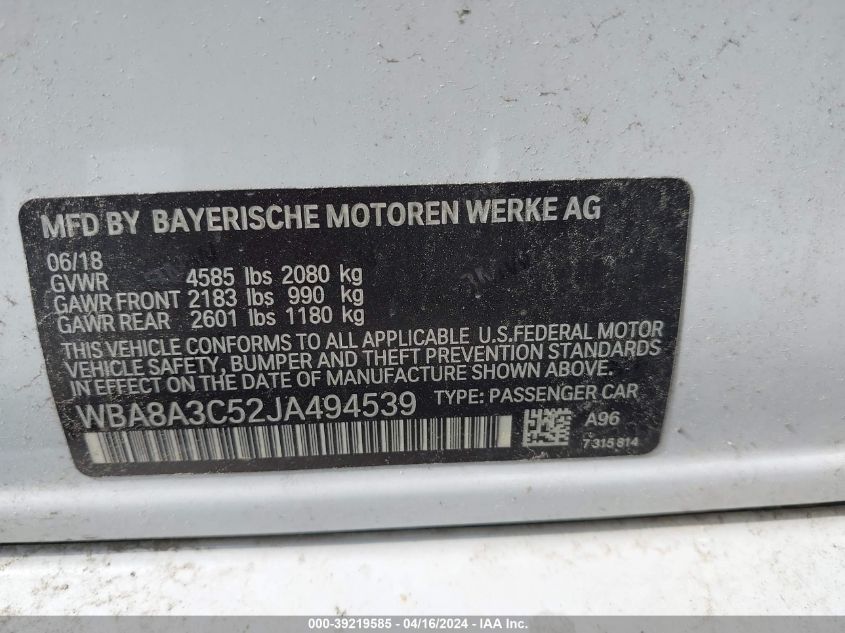 MFD BY BAYERISCHE MOTOREN WERKE AG
06/18
GVWR 4585 lbs 2080 kg
GAWR FRONT 2183 lbs 990 kg
GAWR REAR 2601 lbs 1180 kg
THIS VEHICLE CONFORMS TO ALL APPLICABLE U.S.FEDERAL MOTOR
VEHICLE SAFETY, BUMPER AND THEFT PREVENTION STANDARDS
IN EFFECT ON THE DATE OF MANUFACTURE SHOWN ABOVE.
WBA8A3C52JA494539 TYPE: PASSENGER CAR
A96
7 315 814
000-39219585 - 04/16/2024 - IAA Inc.